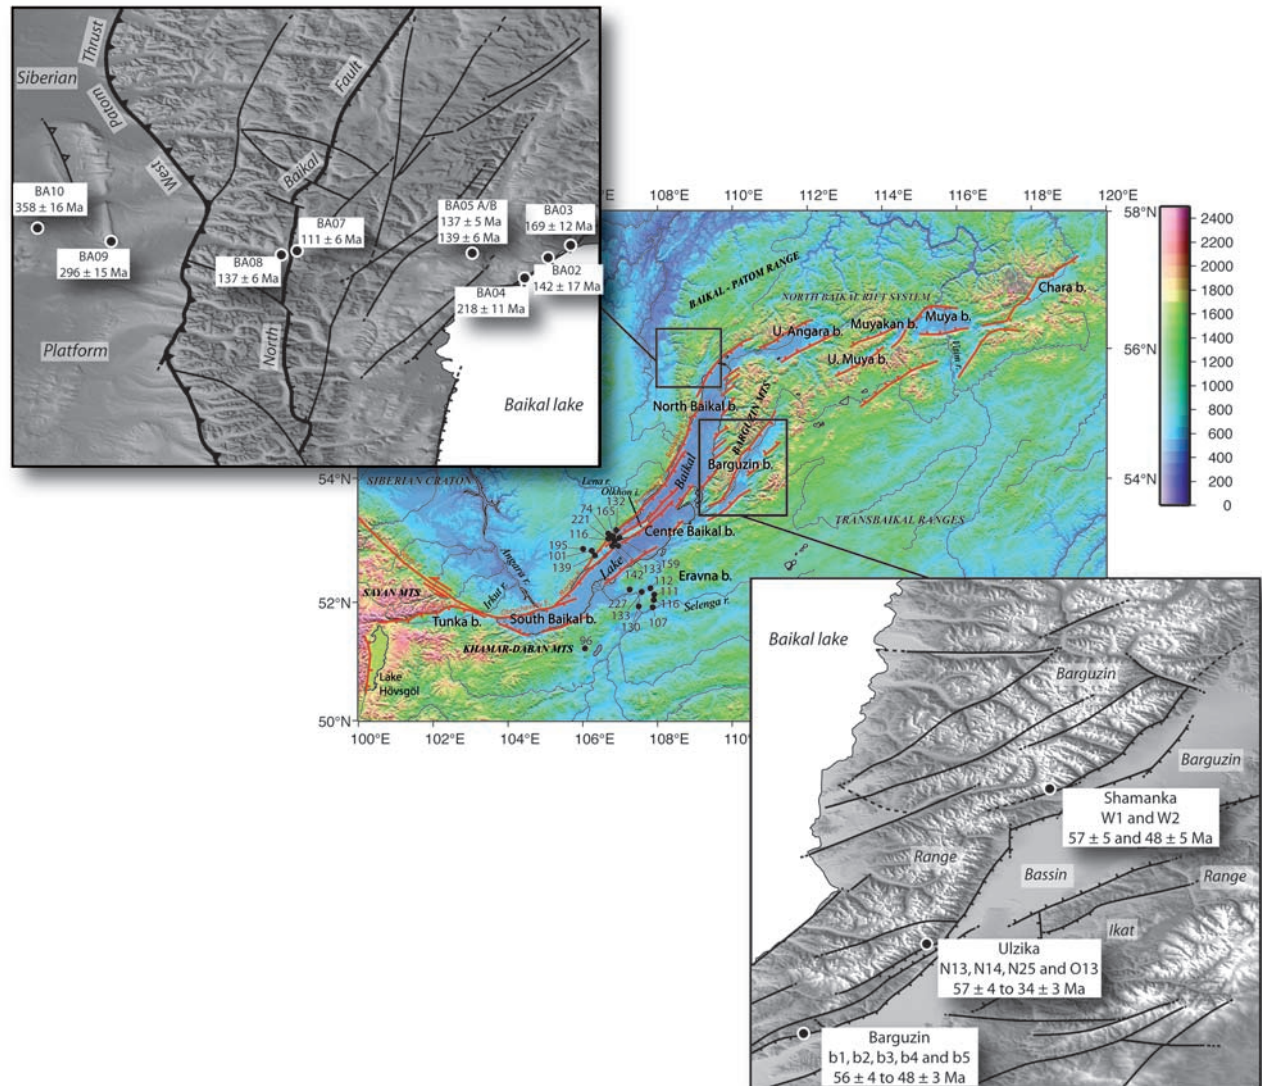 Siberian
Thrust
Patom
West
Fault
Baikal
North
Platform
Baikal lake
BA10
358 ± 16 Ma
BA09
296 ± 15 Ma
BA08
137 ± 6 Ma
BA07
111 ± 6 Ma
BA05 A/B
137 ± 5 Ma
139 ± 6 Ma
BA03
169 ± 12 Ma
BA02
142 ± 17 Ma
BA04
218 ± 11 Ma
108°E 110°E 112°E 114°E 116°E 118°E 120°E
58°N
56°N
54°N
54°N
52°N
50°N
100°E 102°E 104°E 106°E 108°E
2400
2200
2000
1800
1600
1400
1200
1000
800
600
400
200
0
BAIKAL - PATOM RANGE
NORTH BAIKAL RIFT SYSTEM
Chara b.
Muya b.
Muyakan b.
U. Angara b.
U. Muya b.
Vitim r.
North Baikal b.
BARGUZIN MTS
Barguzin b.
SIBERIAN CRATON
Lena r.
Olkhon i.
Baikal
Lake
TRANSBAIKAL RANGES
Centre Baikal b.
132
74
165
221
116
195
101
139
159
133
142
112
111
116
227
133
130
107
96
Eravna b.
Selenga r.
Angara r.
Irkut r.
SAYAN MTS
Tunka b.
South Baikal b.
KHAMAR-DABAN MTS
Lake
Hövsgöl
Baikal lake
Barguzin
Barguzin
Shamanka
W1 and W2
57 ± 5 and 48 ± 5 Ma
Range
Bassin
Range
Ikat
Ulzika
N13, N14, N25 and O13
57 ± 4 to 34 ± 3 Ma
Barguzin
b1, b2, b3, b4 and b5
56 ± 4 to 48 ± 3 Ma